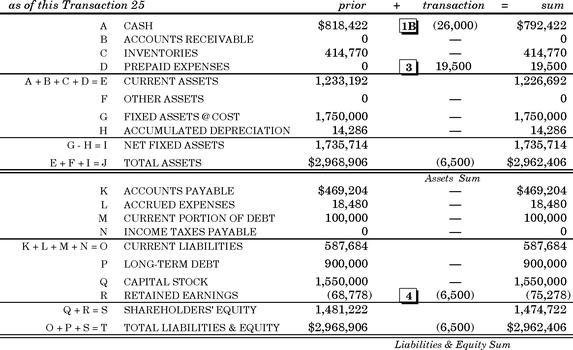 as of this Transaction 25 prior + transaction = sum
A CASH $818,422 1B (26,000) $792,422
B ACCOUNTS RECEIVABLE 0 — 0
C INVENTORIES 414,770 — 414,770
D PREPAID EXPENSES 0 3 19,500 19,500
A + B + C + D = E CURRENT ASSETS 1,233,192 1,226,692
F OTHER ASSETS 0 — 0
G FIXED ASSETS @ COST 1,750,000 — 1,750,000
H ACCUMULATED DEPRECIATION 14,286 — 14,286
G - H = I NET FIXED ASSETS 1,735,714 1,735,714
E + F + I = J TOTAL ASSETS $2,968,906 (6,500) $2,962,406
Assets Sum
K ACCOUNTS PAYABLE $469,204 — $469,204
L ACCRUED EXPENSES 18,480 — 18,480
M CURRENT PORTION OF DEBT 100,000 — 100,000
N INCOME TAXES PAYABLE 0 — 0
K + L + M + N = O CURRENT LIABILITIES 587,684 587,684
P LONG-TERM DEBT 900,000 — 900,000
Q CAPITAL STOCK 1,550,000 — 1,550,000
R RETAINED EARNINGS (68,778) 4 (6,500) (75,278)
Q + R = S SHAREHOLDERS' EQUITY 1,481,222 1,474,722
O + P + S = T TOTAL LIABILITIES & EQUITY $2,968,906 (6,500) $2,962,406
Liabilities & Equity Sum